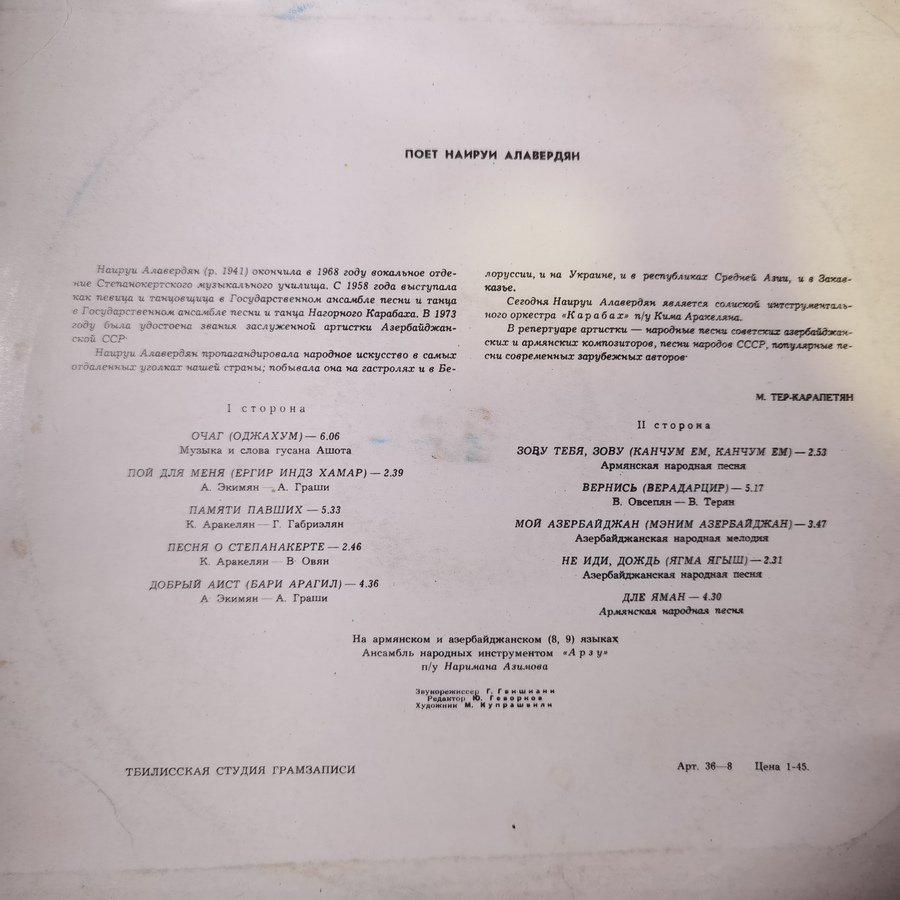 ПОЕТ НАИРУИ АЛАВЕРДЯН
Наируи Алавердян (р. 1941) окончила в 1968 году вокальное отде-
ние Степанокертского музыкального училища. С 1958 года выступала
как певица и танцовщица в Государственном ансамбле песни и танца
в Государственном ансамбле песни и танца Нагорного Карабаха. В 1973
году была удостоена звания заслуженной артистки Азербайджан-
ской ССР.
Наируи Алавердян пропагандировала народное искусство в самых
отдаленных уголках нашей страны; побывала она на гастролях и в Бе-
лоруссии, и на Украине, и в республиках Средней Азии, и в Закав-
казье.
Сегодня Наируи Алавердян является солиской интструменталь-
ного оркестра «Карабах» п/у Кима Аракеляна.
В репертуаре артистки — народные песни советских азербайджан-
ских и армянских композиторов, песни народов СССР, популярные пе-
сни современных зарубежных авторов.
М. ТЕР-КАРАПЕТЯН
I сторона
ОЧАГ (ОДЖАХУМ) — 6.06
Музыка и слова гусана Ашота
ПОЙ ДЛЯ МЕНЯ (ЕРГИР ИНДЗ ХАМАР) — 2.39
А. Экимян — А. Граши
ПАМЯТИ ПАВШИХ — 5.33
К. Аракелян — Г. Габриэлян
ПЕСНЯ О СТЕПАНАКЕРТЕ — 2.46
К. Аракелян — В Овян
ДОБРЫЙ АИСТ (БАРИ АРАГИЛ) — 4.36
А Экимян — А. Граши
II сторона
ЗОВУ ТЕБЯ, ЗОВУ (КАНЧУМ ЕМ, КАНЧУМ ЕМ) — 2.53
Армянская народная песня
ВЕРНИСЬ (ВЕРАДАРЦИР) — 5.17
В. Овсепян — В. Терян
МОЙ АЗЕРБАЙДЖАН (МЭНИМ АЗЕРБАЙДЖАН) — 3.47
Азербайджанская народная мелодия
НЕ ИДИ, ДОЖДЬ (ЯГМА ЯГЫШ) — 2.31
Азербайджанская народная песня
ДЛЕ ЯМАН — 4.30
Армянская народная песня
На армянском и азербайджанском (8, 9) языках
Ансамбль народных инструментом «Арзу»
п/у Наримана Азимова
Звукорежиссер Г.
Редактор Ю. Геворков
Художник М. Купрашвили
ТБИЛИССКАЯ СТУДИЯ ГРАМЗАПИСИ
Арт. 36—8 Цена 1-45.